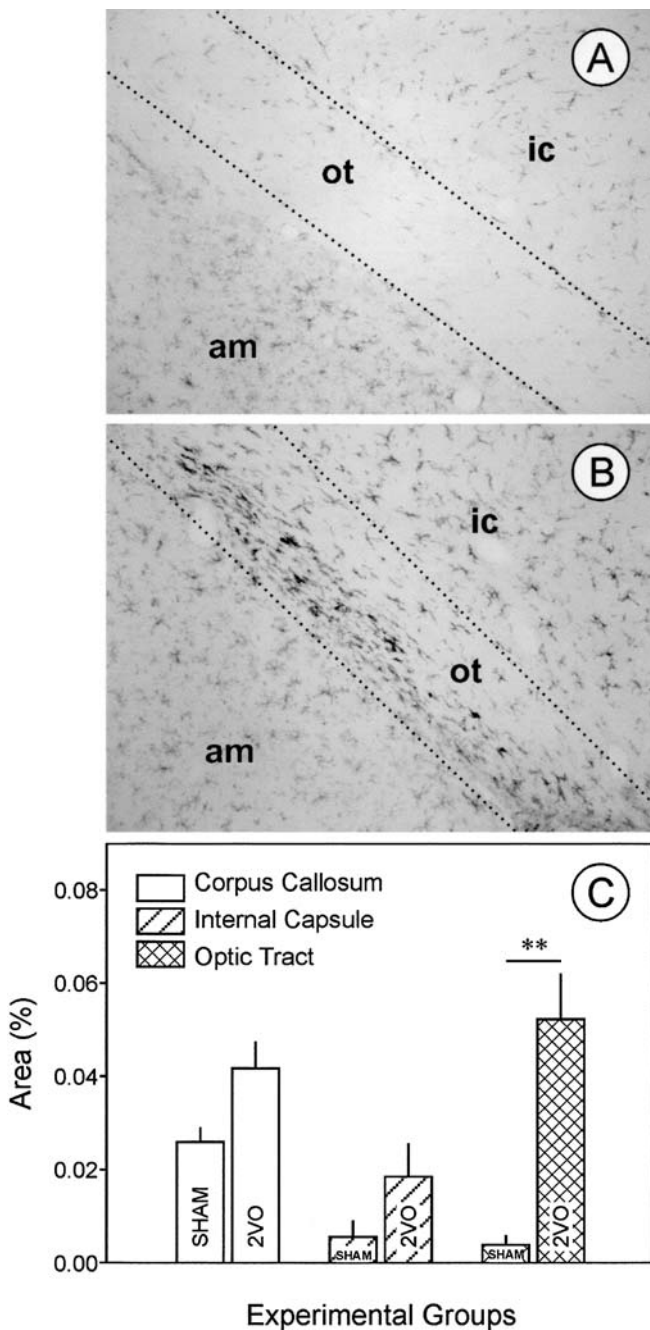 A
ot
ic
am
B
ic
ot
am
C
0.08
0.06
0.04
0.02
0.00
Area (%)
Corpus Callosum
Internal Capsule
Optic Tract
**
SHAM
2VO
SHAM
2VO
SHAM
2VO
Experimental Groups